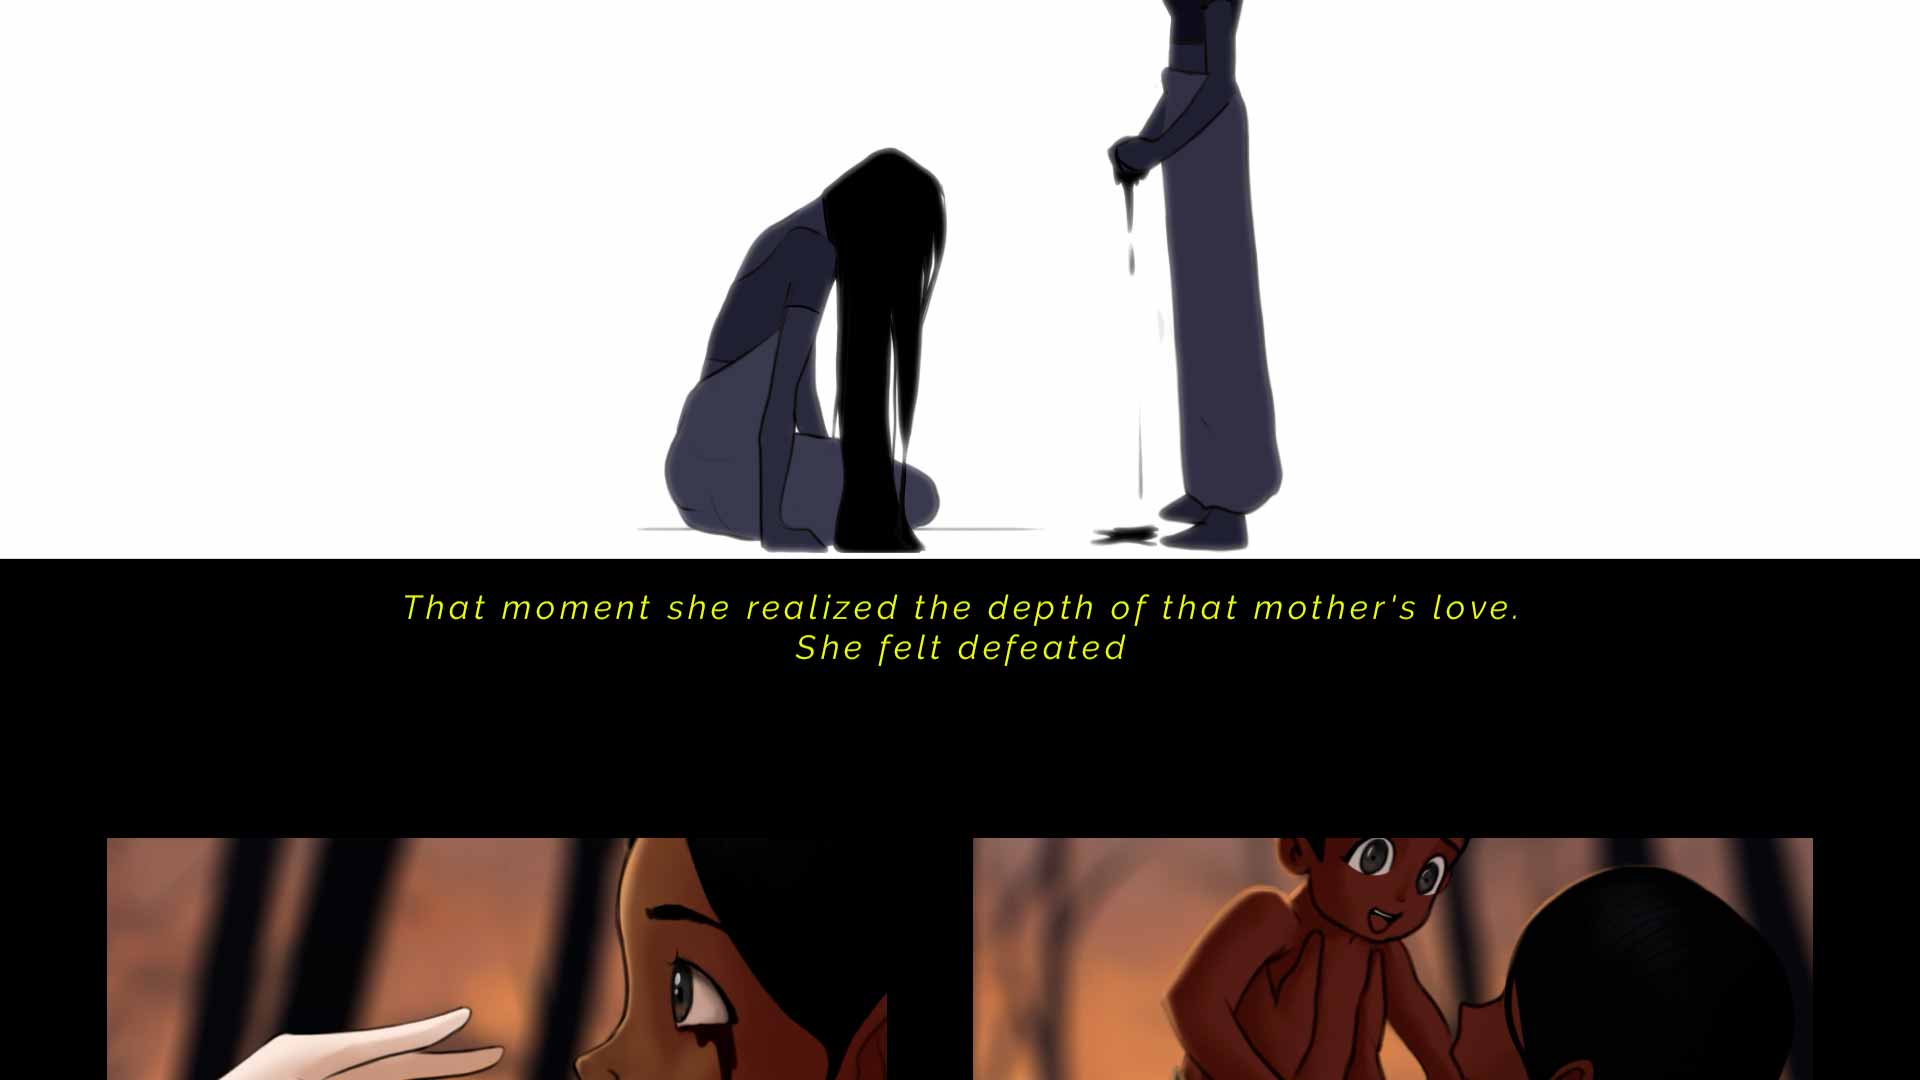 That moment she realized the depth of that mother's love.
She felt defeated